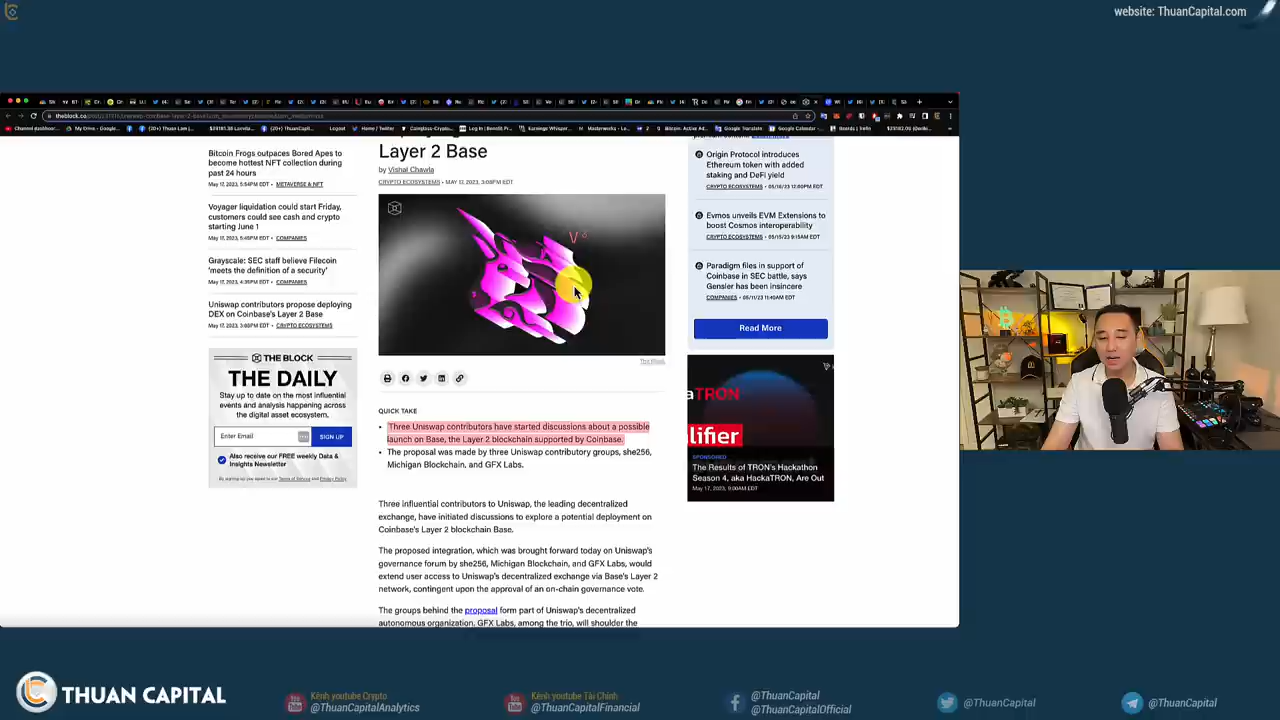 website: ThuanCapital.com
Layer 2 Base
by Vishal Chawla
CRYPTO ECOSYSTEMS • MAY 17, 2023, 3:08PM EDT
Bitcoin Frogs outpaces Bored Apes to
become hottest NFT collection during
past 24 hours
May 17, 2023, 5:54PM EDT • METAVERSE & NFT
Voyager liquidation could start Friday,
customers could see cash and crypto
starting June 1
May 17, 2023, 5:45PM EDT • COMPANIES
Grayscale: SEC staff believe Filecoin
'meets the definition of a security'
May 17, 2023, 4:35PM EDT • COMPANIES
Uniswap contributors propose deploying
DEX on Coinbase's Layer 2 Base
May 17, 2023, 3:08PM EDT • CRYPTO ECOSYSTEMS
THE BLOCK
THE DAILY
Stay up to date on the most influential
events and analysis happening across
the digital asset ecosystem.
Enter Email
SIGN UP
Also receive our FREE weekly Data &
Insights Newsletter
The Block
QUICK TAKE
• Three Uniswap contributors have started discussions about a possible
launch on Base, the Layer 2 blockchain supported by Coinbase.
• The proposal was made by three Uniswap contributory groups, she256,
Michigan Blockchain, and GFX Labs.
Three influential contributors to Uniswap, the leading decentralized
exchange, have initiated discussions to explore a potential deployment on
Coinbase's Layer 2 blockchain Base.
The proposed integration, which was brought forward today on Uniswap's
governance forum by she256, Michigan Blockchain, and GFX Labs, would
extend user access to Uniswap's decentralized exchange via Base's Layer 2
network, contingent upon the approval of an on-chain governance vote.
The groups behind the proposal form part of Uniswap's decentralized
autonomous organization. GFX Labs, among the trio, will shoulder the
Origin Protocol introduces
Ethereum token with added
staking and DeFi yield
CRYPTO ECOSYSTEMS • 05/16/23 12:00PM EDT
Evmos unveils EVM Extensions to
boost Cosmos interoperability
CRYPTO ECOSYSTEMS • 05/15/23 9:15AM EDT
Paradigm files in support of
Coinbase in SEC battle, says
Gensler has been insincere
COMPANIES • 05/11/23 11:40AM EDT
Read More
aTRON
lifier
SPONSORED
The Results of TRON's Hackathon
Season 4, aka HackaTRON, Are Out
May 17, 2023, 9:00AM EDT
THUAN CAPITAL
Kênh youtube Crypto
@ThuanCapitalAnalytics
Kênh youtube Tài Chính
@ThuanCapitalFinancial
@ThuanCapital
@ThuanCapitalOfficial
@ThuanCapital
@ThuanCapital